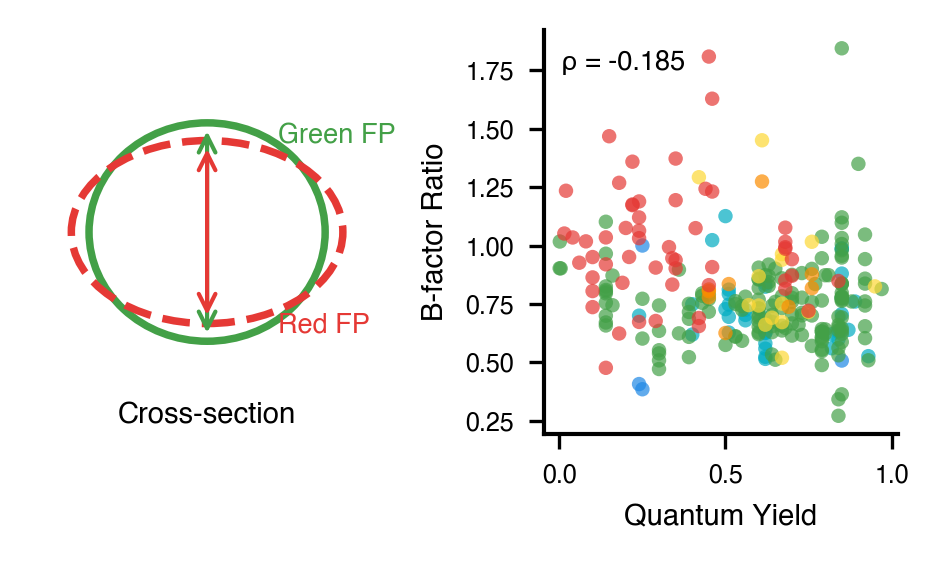 Green FP
Red FP
Cross-section
ρ = -0.185
B-factor Ratio
1.75
1.50
1.25
1.00
0.75
0.50
0.25
0.0 0.5 1.0
Quantum Yield